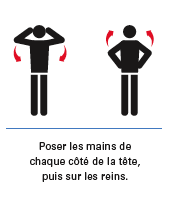 Poser les mains de
chaque côté de la tête,
puis sur les reins.